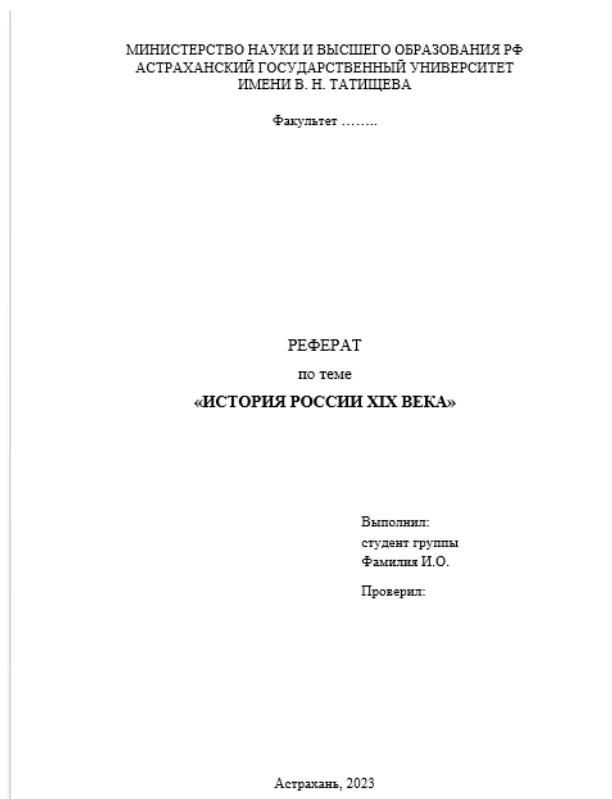 МИНИСТЕРСТВО НАУКИ И ВЫСШЕГО ОБРАЗОВАНИЯ РФ
АСТРАХАНСКИЙ ГОСУДАРСТВЕННЫЙ УНИВЕРСИТЕТ
ИМЕНИ В. Н. ТАТИЩЕВА
Факультет ……..
РЕФЕРАТ
по теме
«ИСТОРИЯ РОССИИ XIX ВЕКА»
Выполнил:
студент группы
Фамилия И.О.
Проверил:
Астрахань, 2023